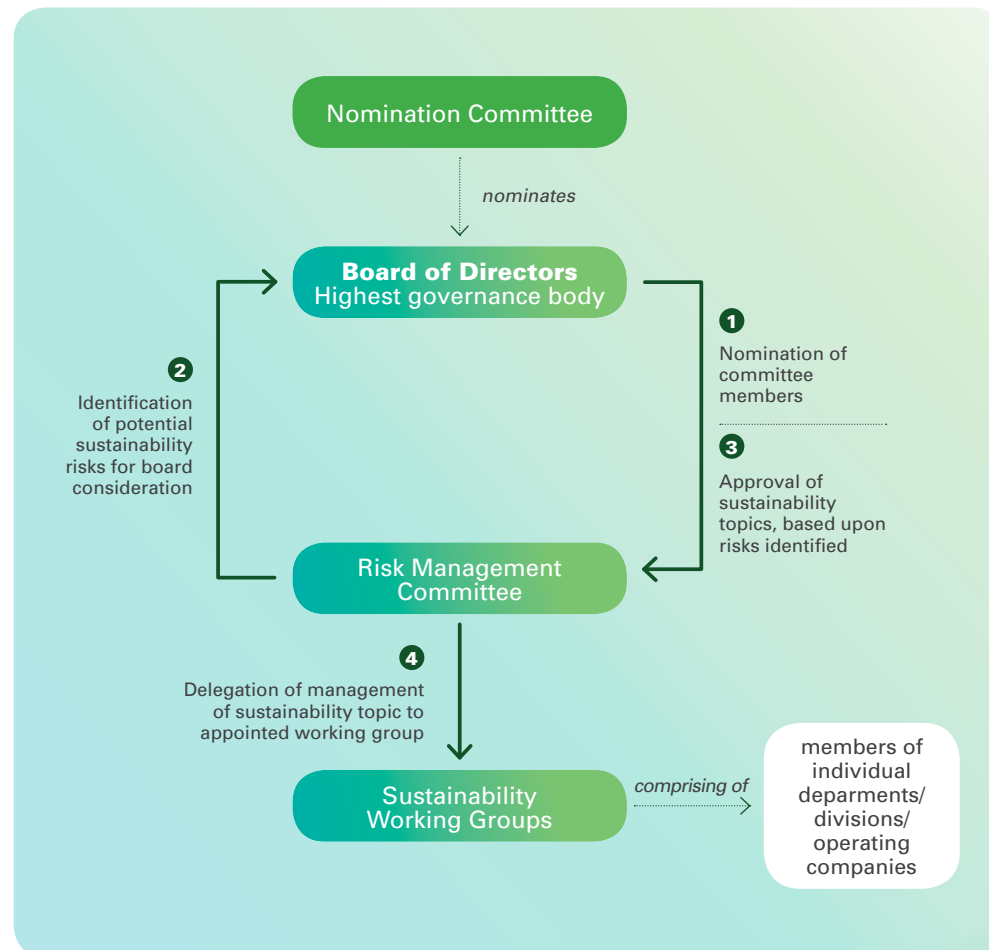 Nomination Committee
nominates
Board of Directors
Highest governance body
1
Nomination of
committee
members
2
Identification
of potential
sustainability
risks for board
consideration
3
Approval of
sustainability
topics, based upon
risks identified
Risk Management
Committee
4
Delegation of management
of sustainability topic to
appointed working group
Sustainability
Working Groups
comprising of
members of
individual
deparments/
divisions/
operating
companies